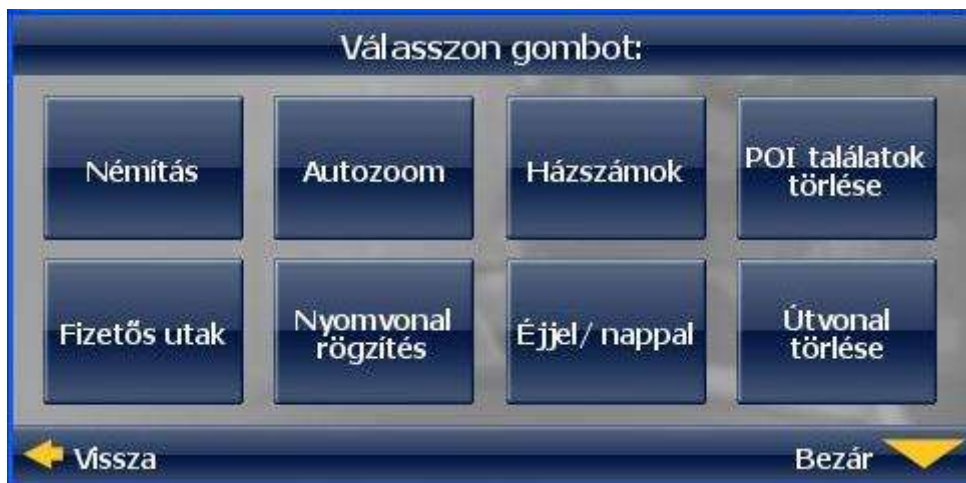 Válasszon gombot:
Némítás
Autozoom
Házszámok
POI találatok
törlése
Fizetős utak
Nyomvonal
rögzítés
Éjjel/ nappal
Útvonal
törlése
Vissza
Bezár